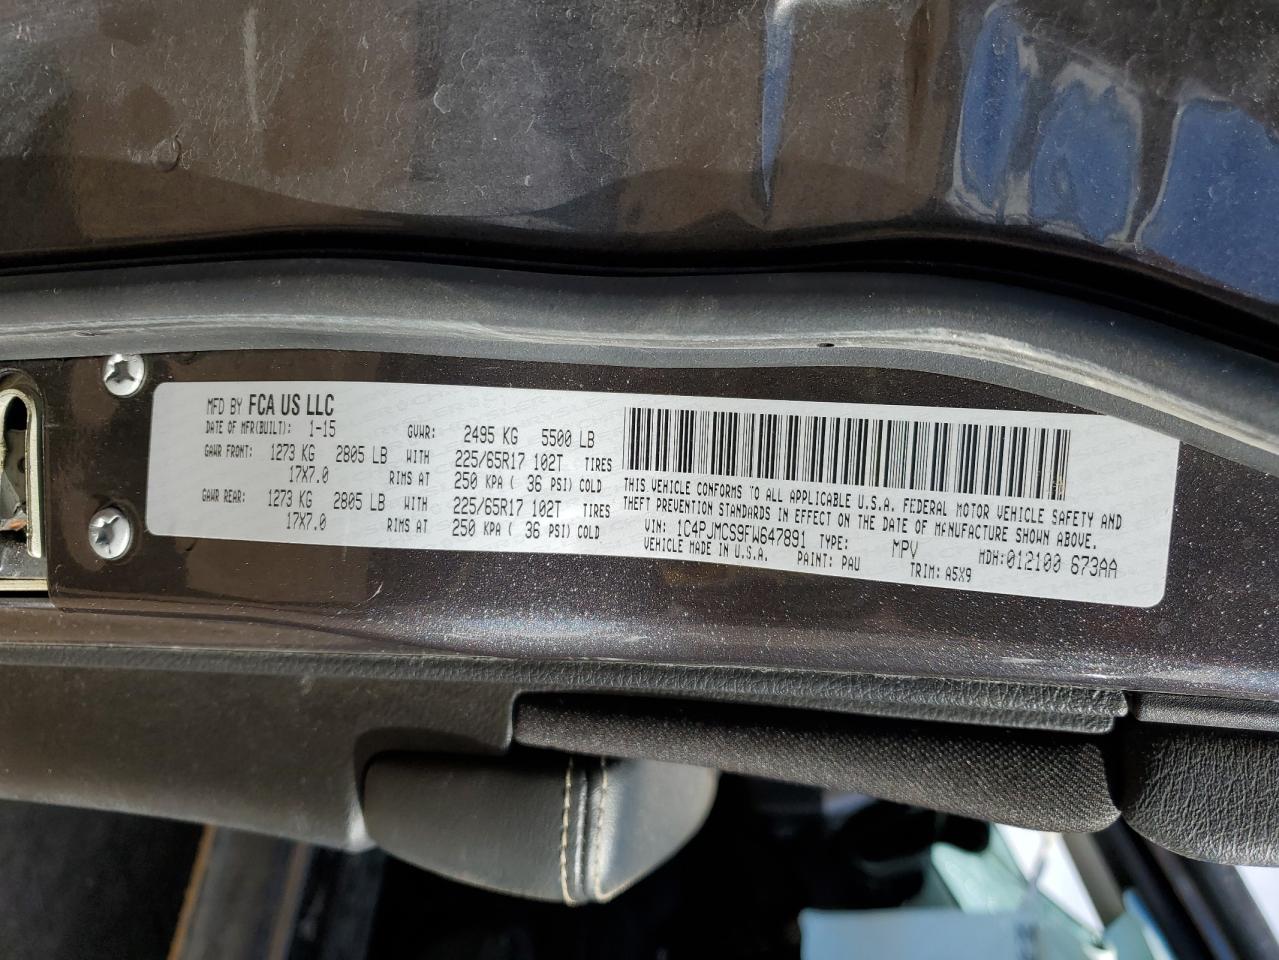 MFD BY FCA US LLC
DATE OF MFR(BUILT): 1-15 GVWR: 2495 KG 5500 LB
GAWR FRONT: 1273 KG 2805 LB WITH 225/65R17 102T TIRES
17X7.0 RIMS AT 250 KPA ( 36 PSI) COLD
GAWR REAR: 1273 KG 2805 LB WITH 225/65R17 102T TIRES
17X7.0 RIMS AT 250 KPA ( 36 PSI) COLD
THIS VEHICLE CONFORMS TO ALL APPLICABLE U.S.A. FEDERAL MOTOR VEHICLE SAFETY AND
THEFT PREVENTION STANDARDS IN EFFECT ON THE DATE OF MANUFACTURE SHOWN ABOVE.
VIN: 1C4PJMCS9FW647891 TYPE: MPV MDH:012100 673AA
VEHICLE MADE IN U.S.A. PAINT: PAU TRIM: A5X9